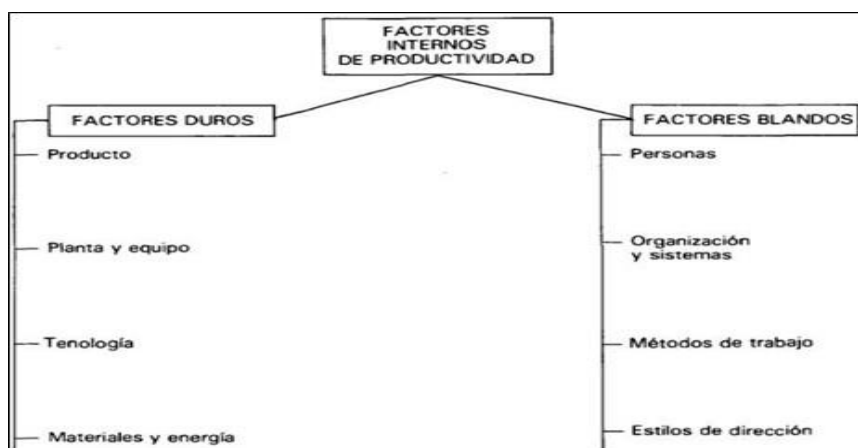 FACTORES
INTERNOS
DE PRODUCTIVIDAD
FACTORES DUROS
Producto
Planta y equipo
Tenología
Materiales y energía
FACTORES BLANDOS
Personas
Organización
y sistemas
Métodos de trabajo
Estilos de dirección